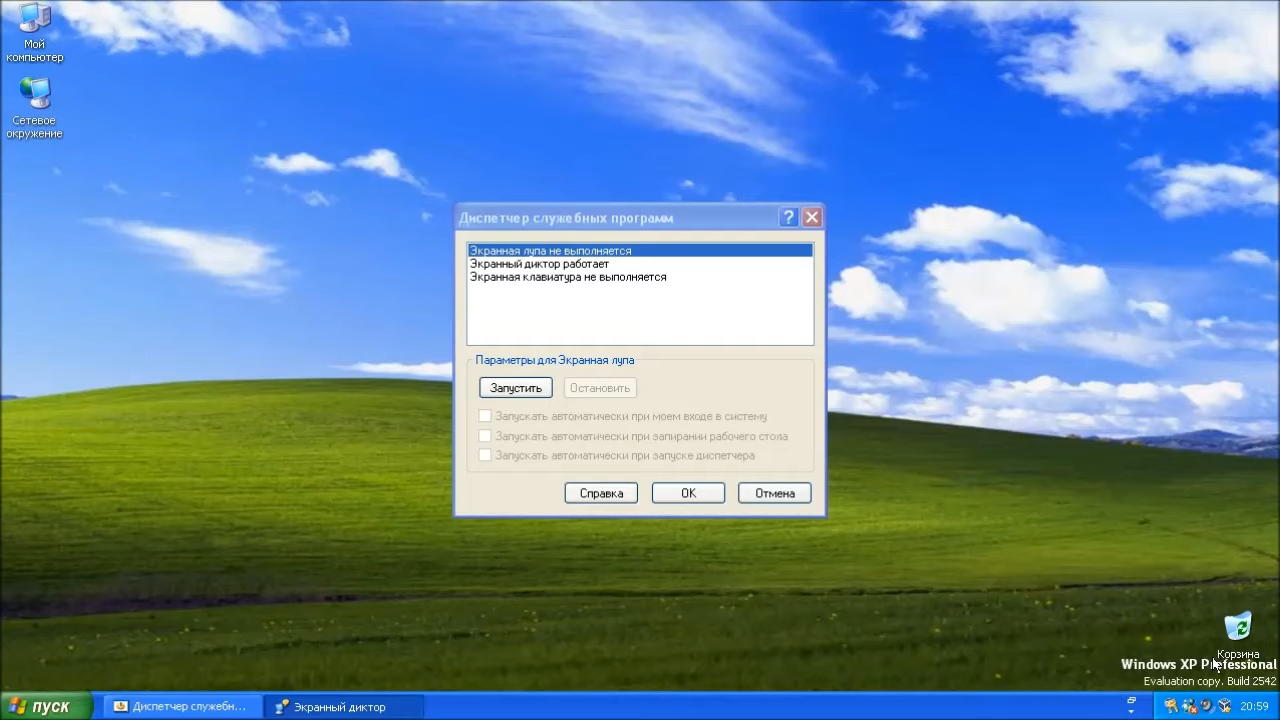 Мой
компьютер
Сетевое
окружение
Диспетчер служебных программ
Экранная лупа не выполняется
Экранный диктор работает
Экранная клавиатура не выполняется
Параметры для Экранная лупа
Запустить
Остановить
Запускать автоматически при моем входе в систему
Запускать автоматически при запирании рабочего стола
Запускать автоматически при запуске диспетчера
Справка
ОК
Отмена
Корзина
Windows XP Professional
Evaluation copy. Build 2542
пуск
Диспетчер служебн...
Экранный диктор
20:59